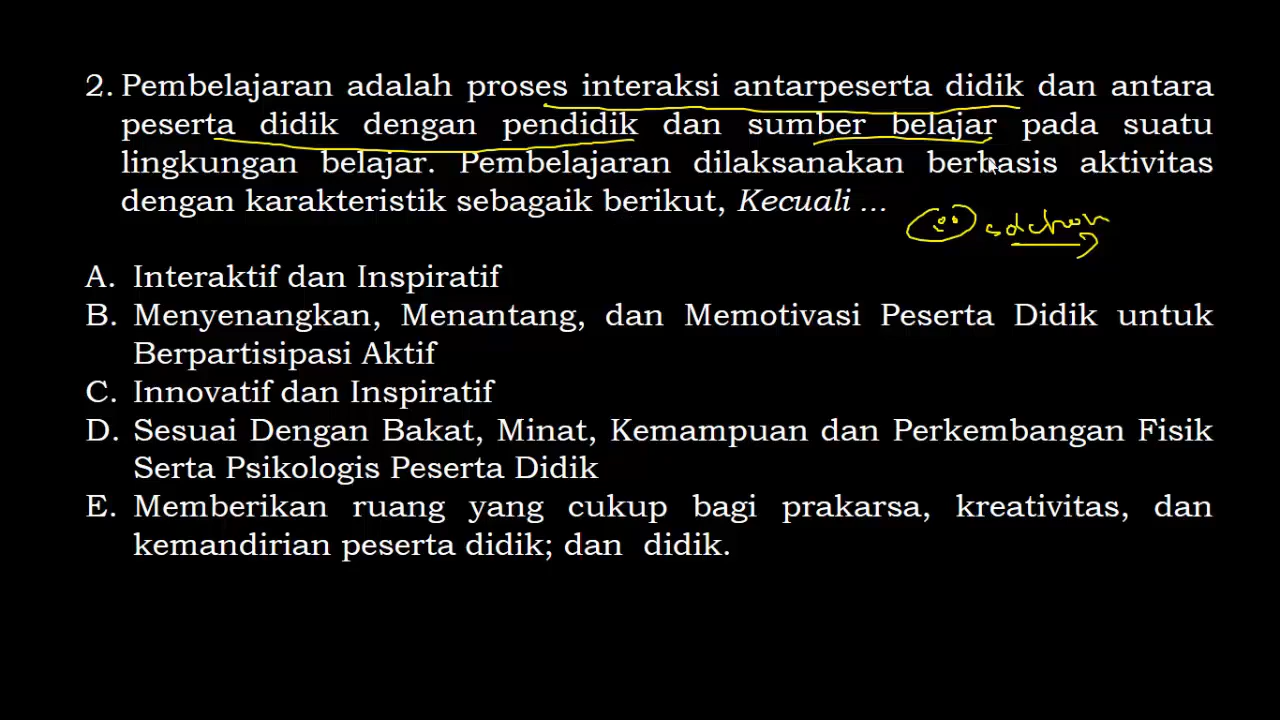 2. Pembelajaran adalah proses interaksi antarpeserta didik dan antara
peserta didik dengan pendidik dan sumber belajar pada suatu
lingkungan belajar. Pembelajaran dilaksanakan berbasis aktivitas
dengan karakteristik sebagaik berikut, Kecuali ...
A. Interaktif dan Inspiratif
B. Menyenangkan, Menantang, dan Memotivasi Peserta Didik untuk
Berpartisipasi Aktif
C. Innovatif dan Inspiratif
D. Sesuai Dengan Bakat, Minat, Kemampuan dan Perkembangan Fisik
Serta Psikologis Peserta Didik
E. Memberikan ruang yang cukup bagi prakarsa, kreativitas, dan
kemandirian peserta didik; dan didik.